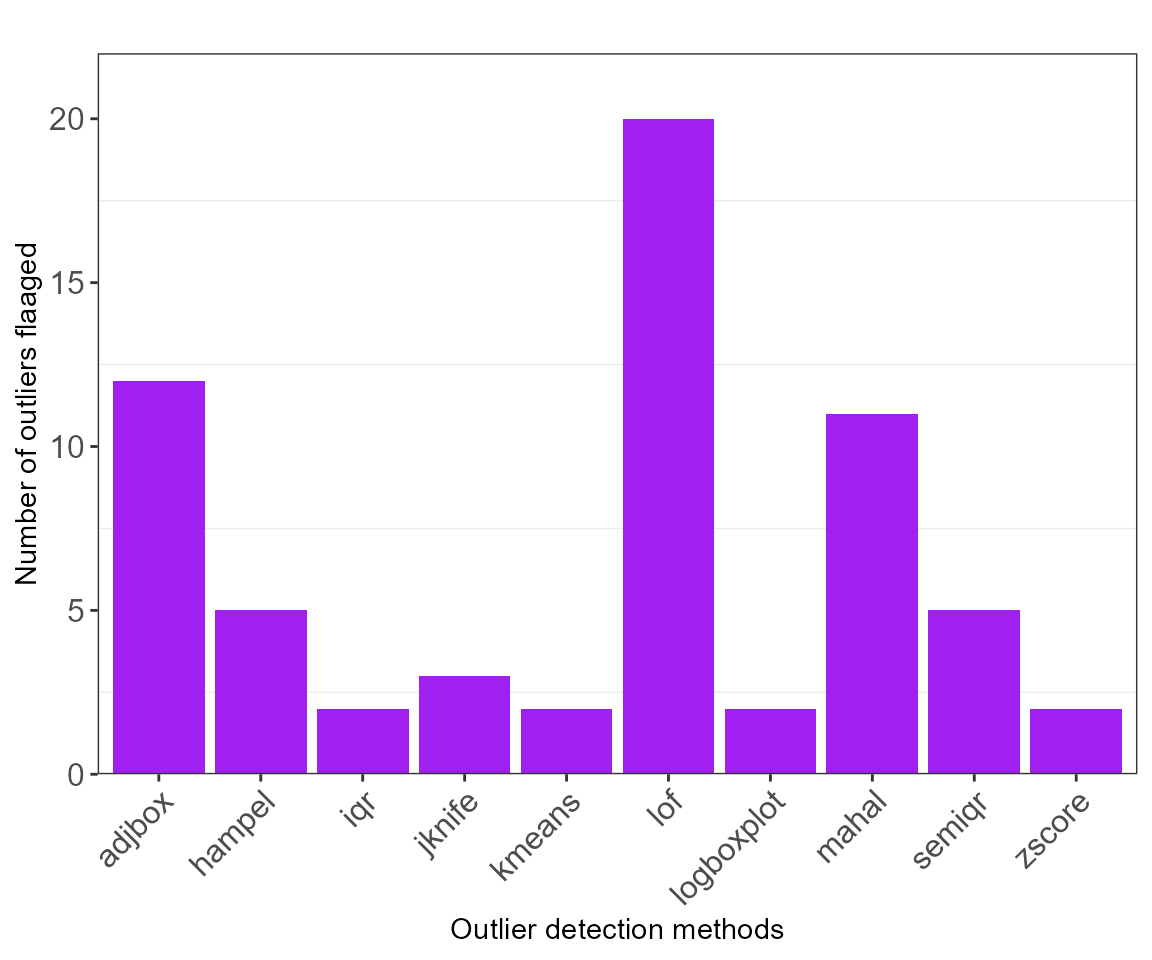 Number of outliers flaaged
20
15
10
5
0
adjbox
hampel
iqr
jknife
kmeans
lof
logboxplot
mahal
semiqr
zscore
Outlier detection methods